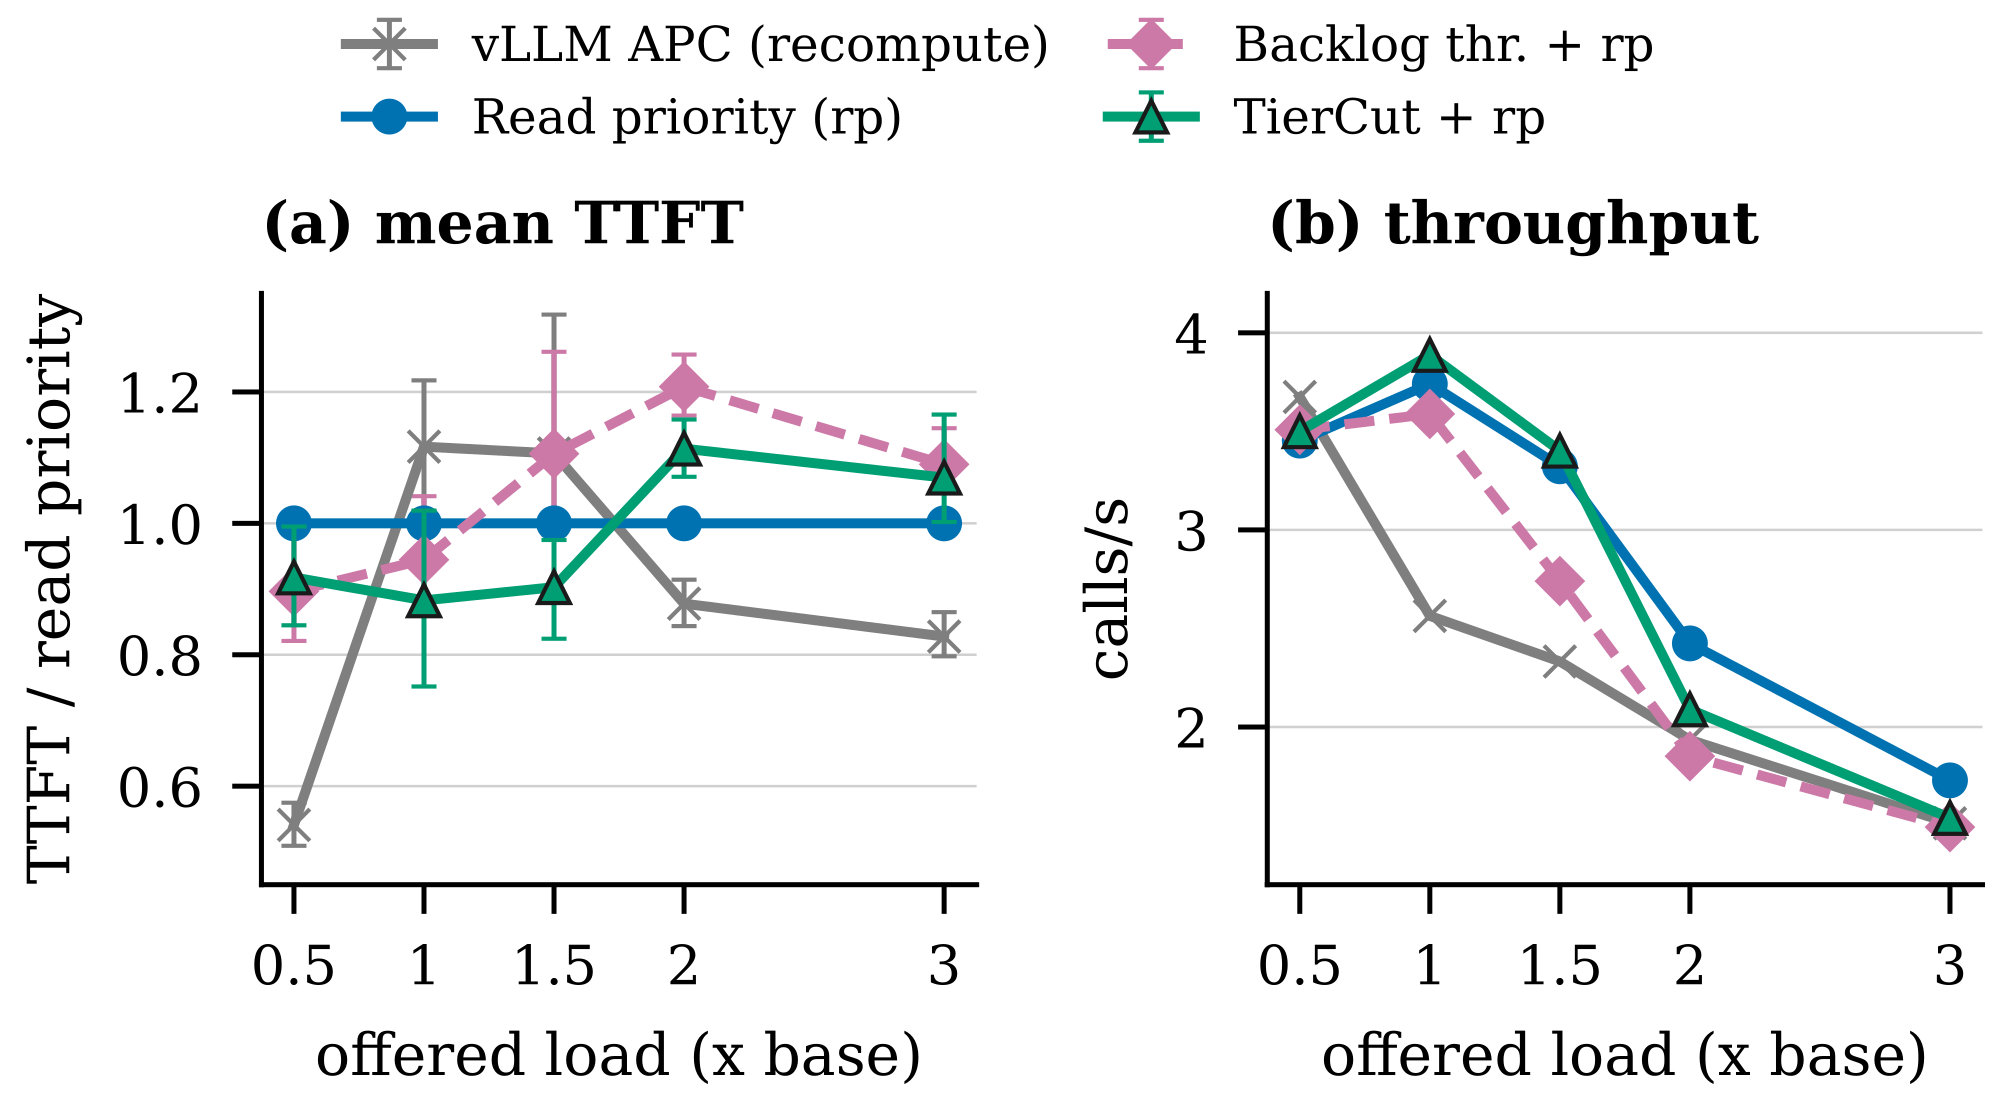 vLLM APC (recompute)
Read priority (rp)
Backlog thr. + rp
TierCut + rp
(a) mean TTFT
TTFT / read priority
1.2
1.0
0.8
0.6
0.5 1 1.5 2 3
offered load (x base)
(b) throughput
calls/s
4
3
2
0.5 1 1.5 2 3
offered load (x base)